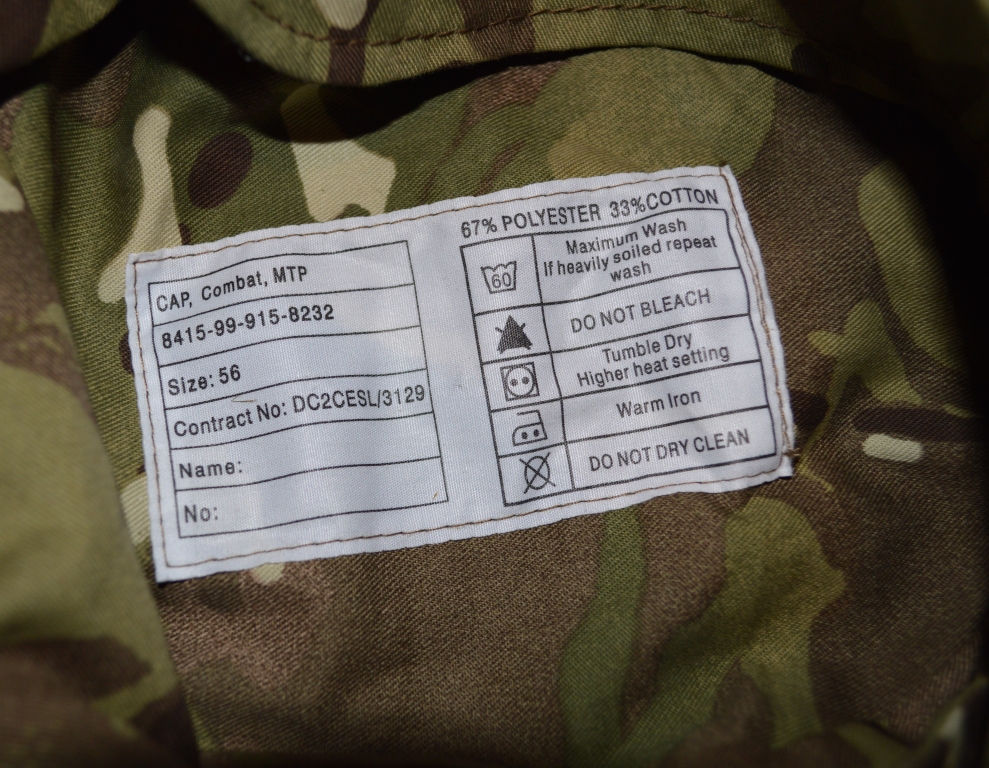 CAP, Combat, MTP
8415-99-915-8232
Size: 56
Contract No: DC2CESL/3129
Name:
No:
67% POLYESTER 33%COTTON
60
Maximum Wash
If heavily soiled repeat
wash
DO NOT BLEACH
Tumble Dry
Higher heat setting
Warm Iron
DO NOT DRY CLEAN